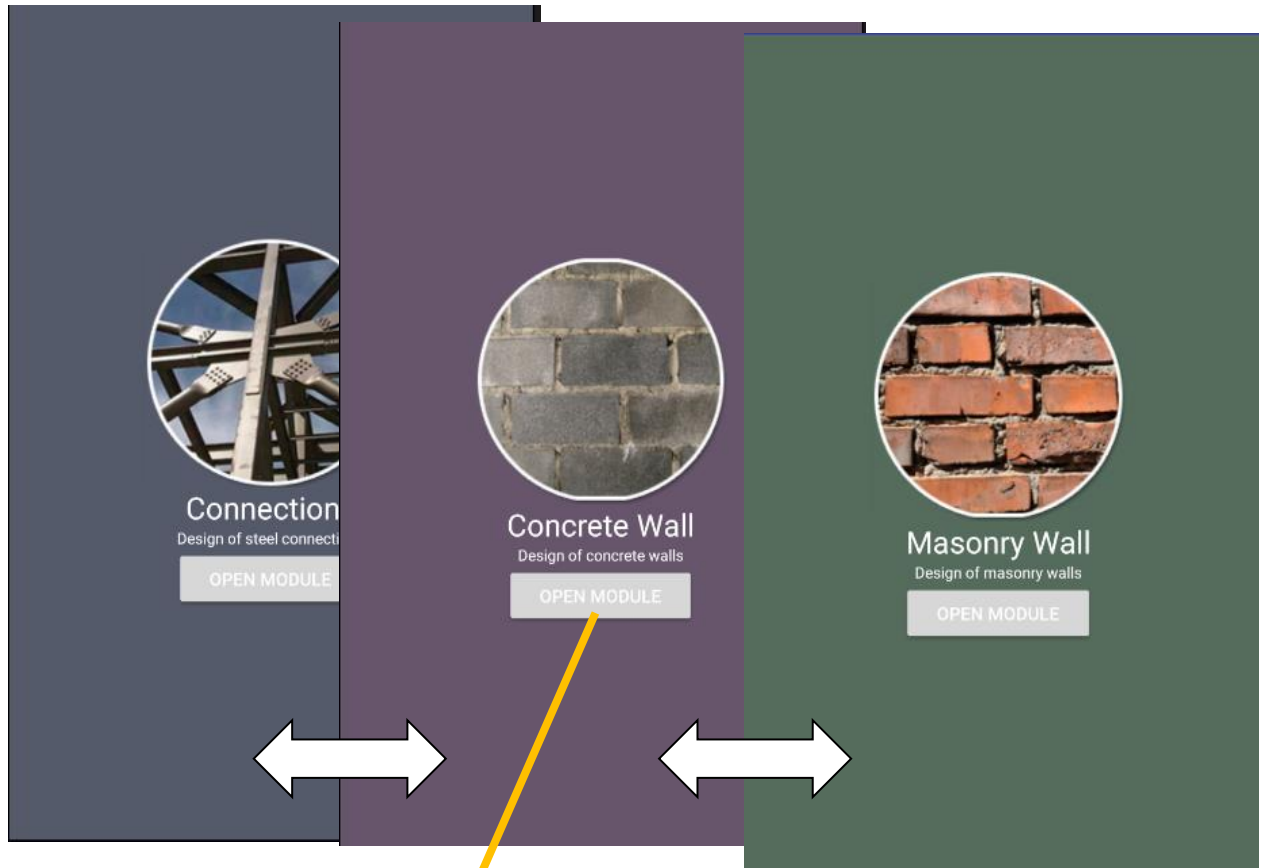 Connection
Design of steel connecti
OPEN MODULE
Concrete Wall
Design of concrete walls
OPEN MODULE
Masonry Wall
Design of masonry walls
OPEN MODULE